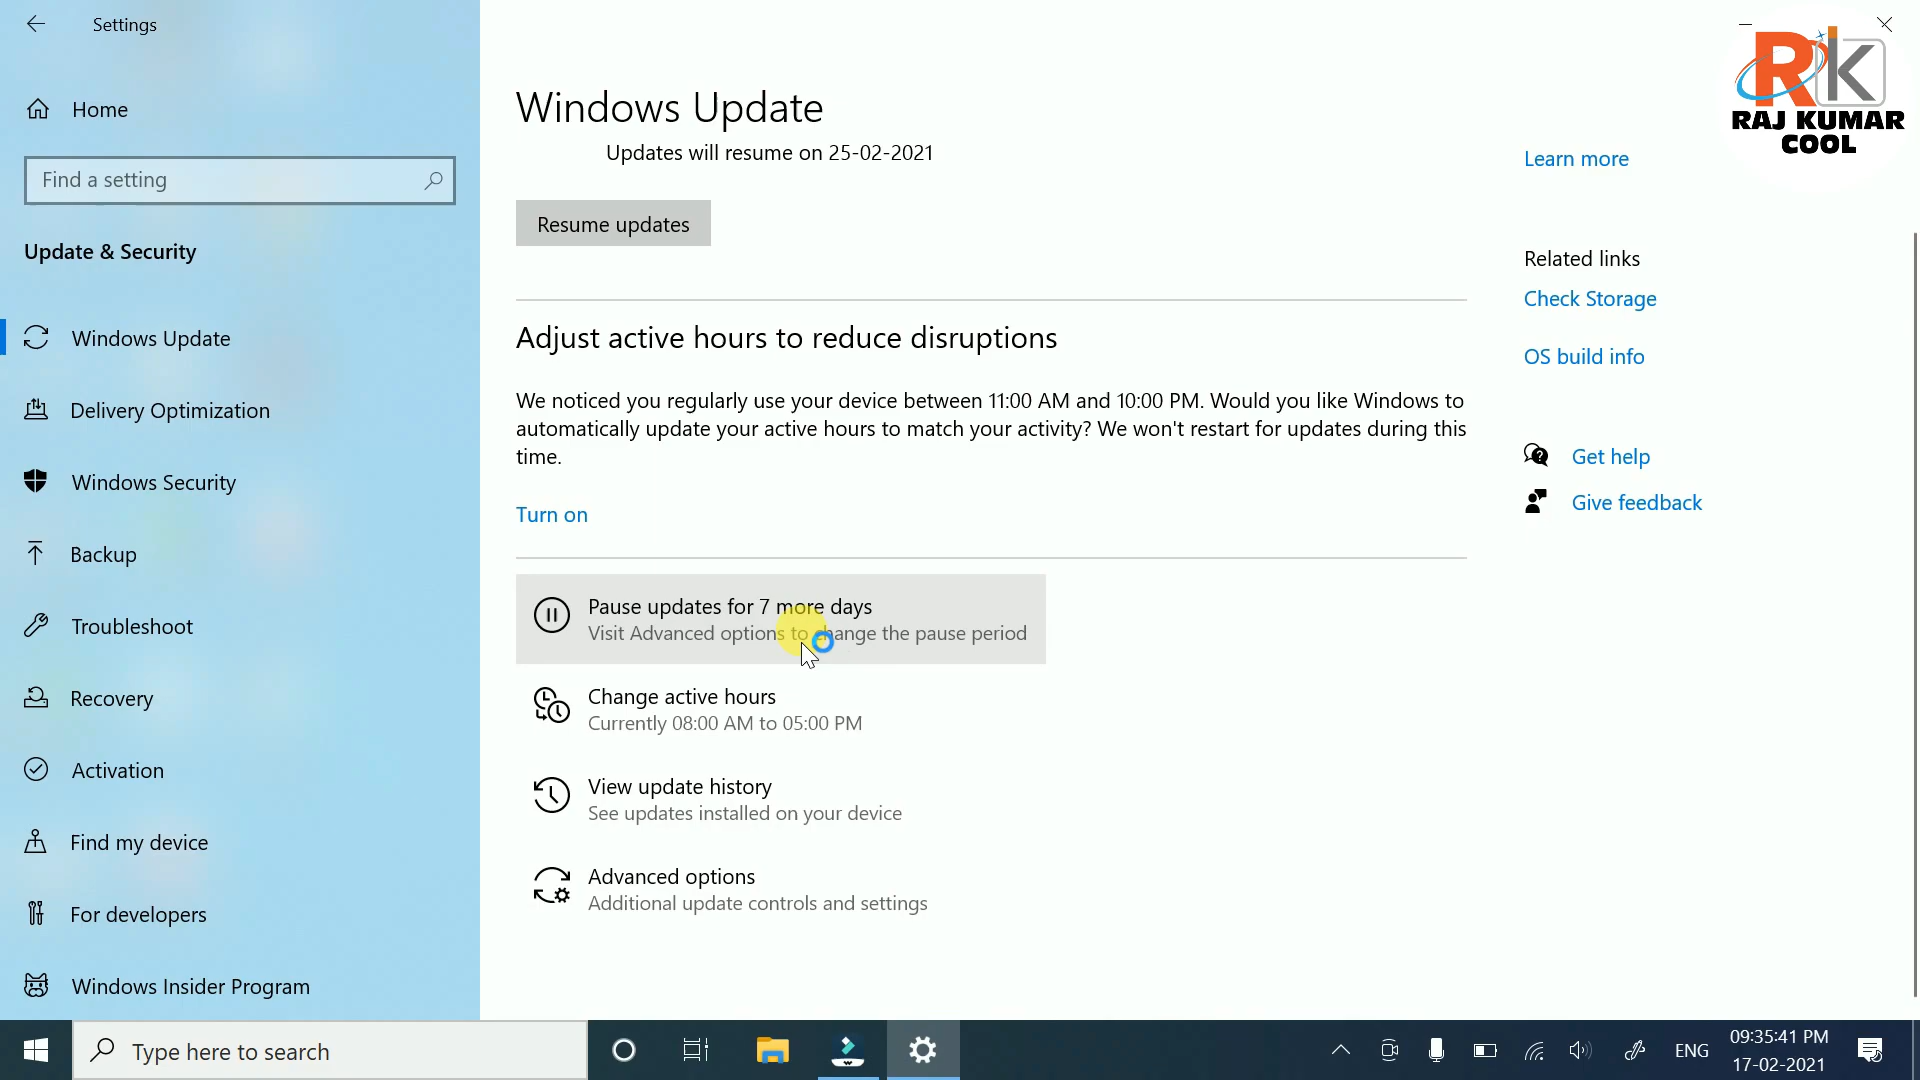 Settings
Home
Find a setting
Update & Security
Windows Update
Delivery Optimization
Windows Security
Backup
Troubleshoot
Recovery
Activation
Find my device
For developers
Windows Insider Program
Windows Update
Updates will resume on 25-02-2021
Resume updates
Adjust active hours to reduce disruptions
We noticed you regularly use your device between 11:00 AM and 10:00 PM. Would you like Windows to
automatically update your active hours to match your activity? We won't restart for updates during this
time.
Turn on
Pause updates for 7 more days
Visit Advanced options to change the pause period
Change active hours
Currently 08:00 AM to 05:00 PM
View update history
See updates installed on your device
Advanced options
Additional update controls and settings
RK
RAJ KUMAR
COOL
Learn more
Related links
Check Storage
OS build info
Get help
Give feedback
Type here to search
ENG
09:35:41 PM
17-02-2021